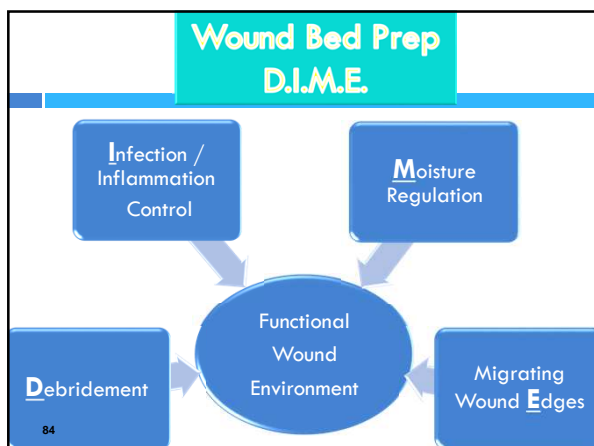 Wound Bed Prep
D.I.M.E.
Infection /
Inflammation
Control
Moisture
Regulation
Functional
Wound
Environment
Debridement
Migrating
Wound Edges
84